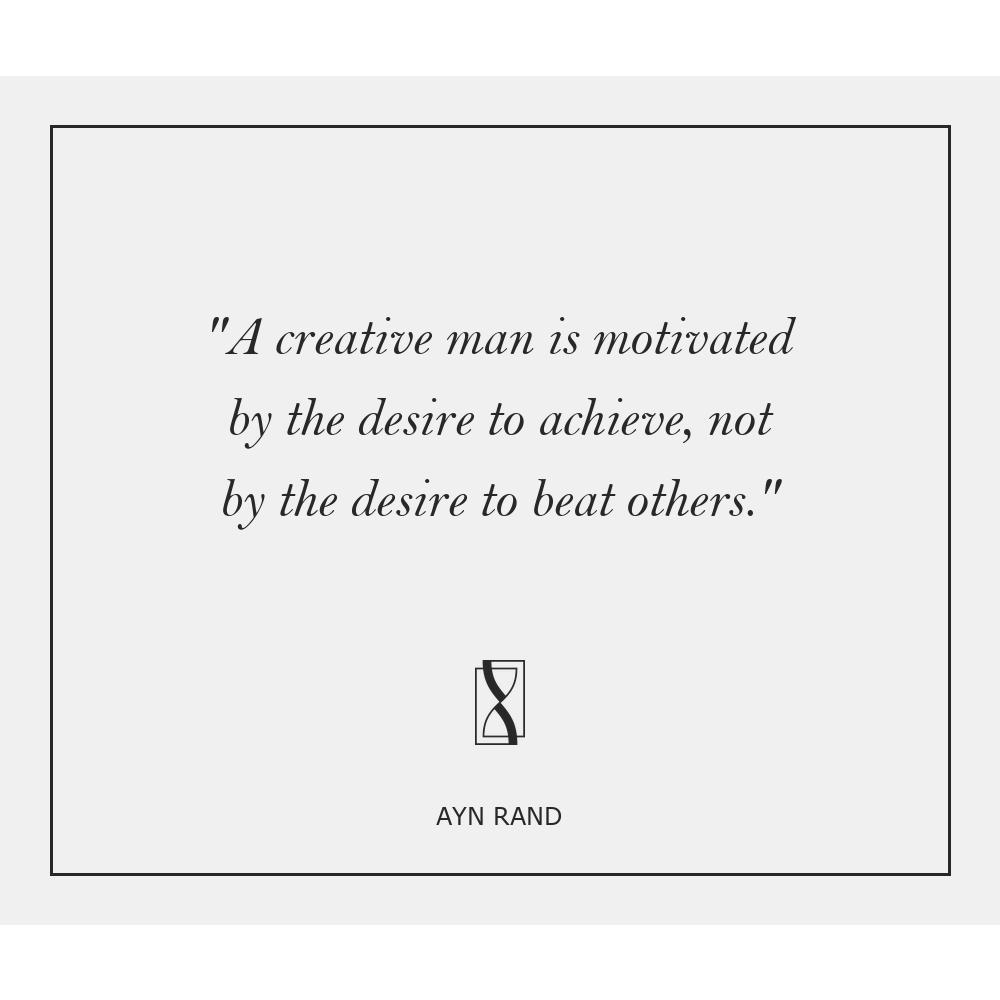 "A creative man is motivated
by the desire to achieve, not
by the desire to beat others."
AYN RAND